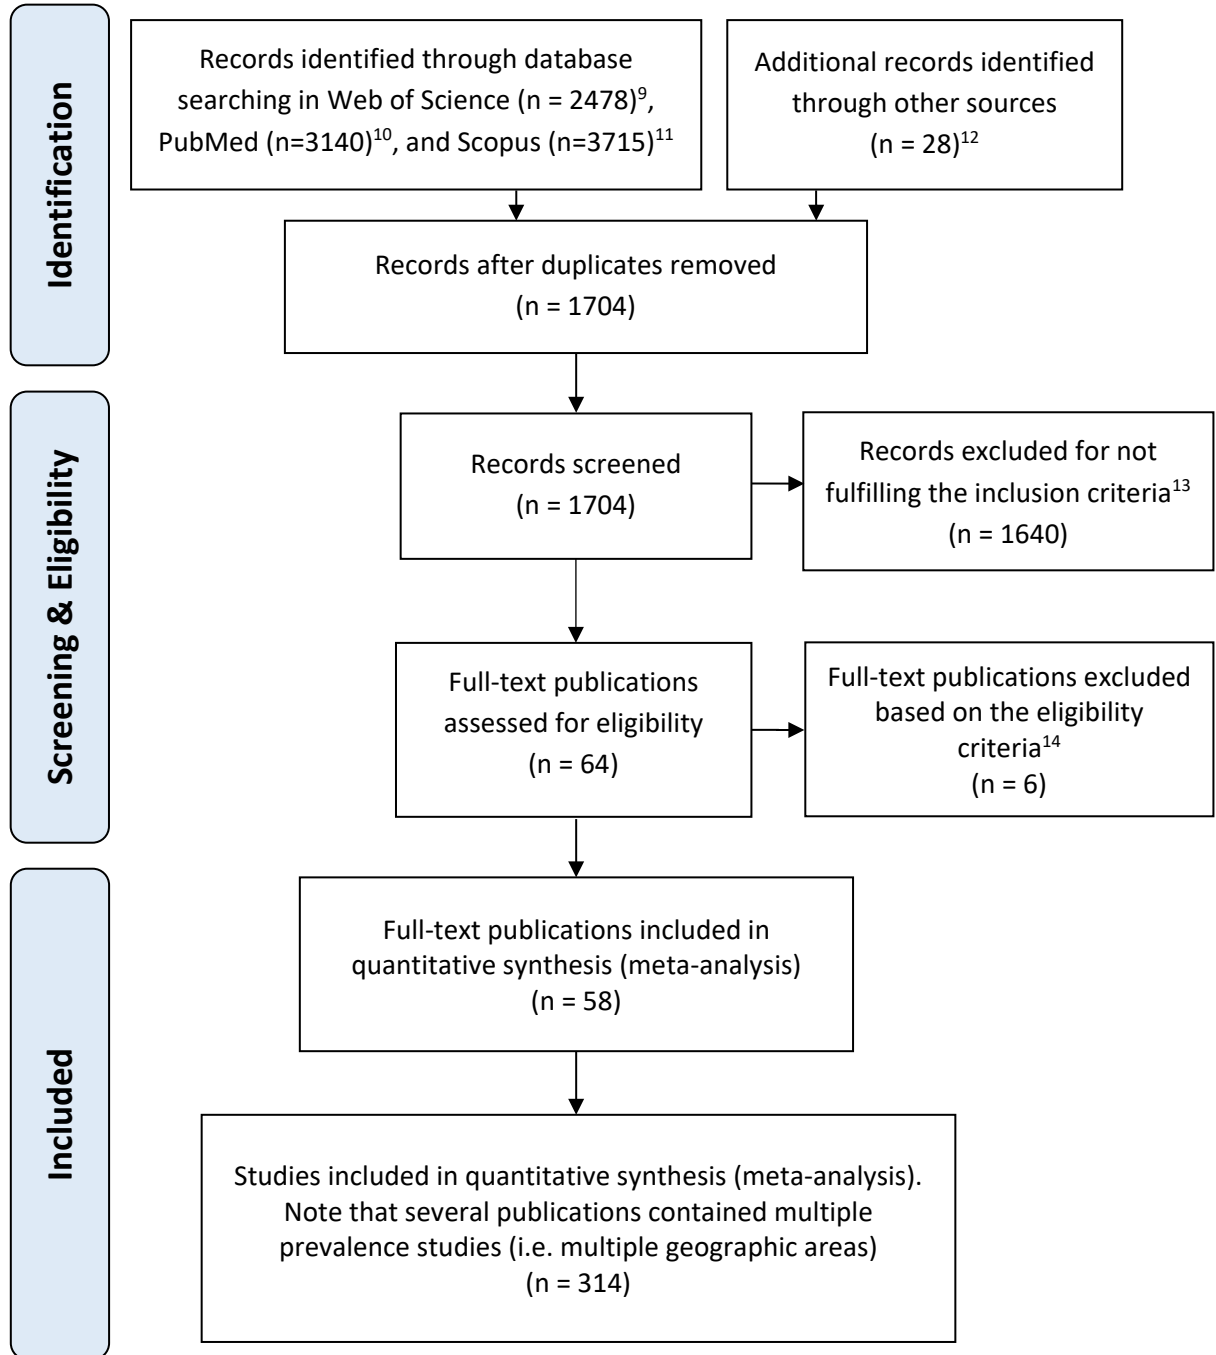 Identification
Records identified through database
searching in Web of Science (n = 2478)⁹,
PubMed (n=3140)¹⁰, and Scopus (n=3715)¹¹
Additional records identified
through other sources
(n = 28)¹²
Records after duplicates removed
(n = 1704)
Screening & Eligibility
Records screened
(n = 1704)
Records excluded for not
fulfilling the inclusion criteria¹³
(n = 1640)
Full-text publications
assessed for eligibility
(n = 64)
Full-text publications excluded
based on the eligibility
criteria¹⁴
(n = 6)
Included
Full-text publications included in
quantitative synthesis (meta-analysis)
(n = 58)
Studies included in quantitative synthesis (meta-analysis).
Note that several publications contained multiple
prevalence studies (i.e. multiple geographic areas)
(n = 314)